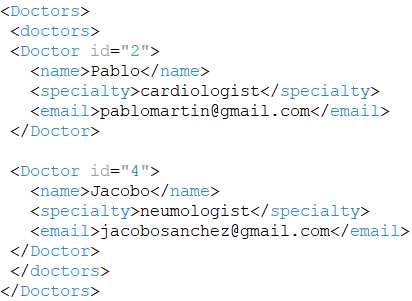 <Doctors>
<doctors>
<Doctor id="2">
<name>Pablo</name>
<specialty>cardiologist</specialty>
<email>pablomartin@gmail.com</email>
</Doctor>
<Doctor id="4">
<name>Jacobo</name>
<specialty>neumologist</specialty>
<email>jacobosanchez@gmail.com</email>
</Doctor>
</doctors>
</Doctors>